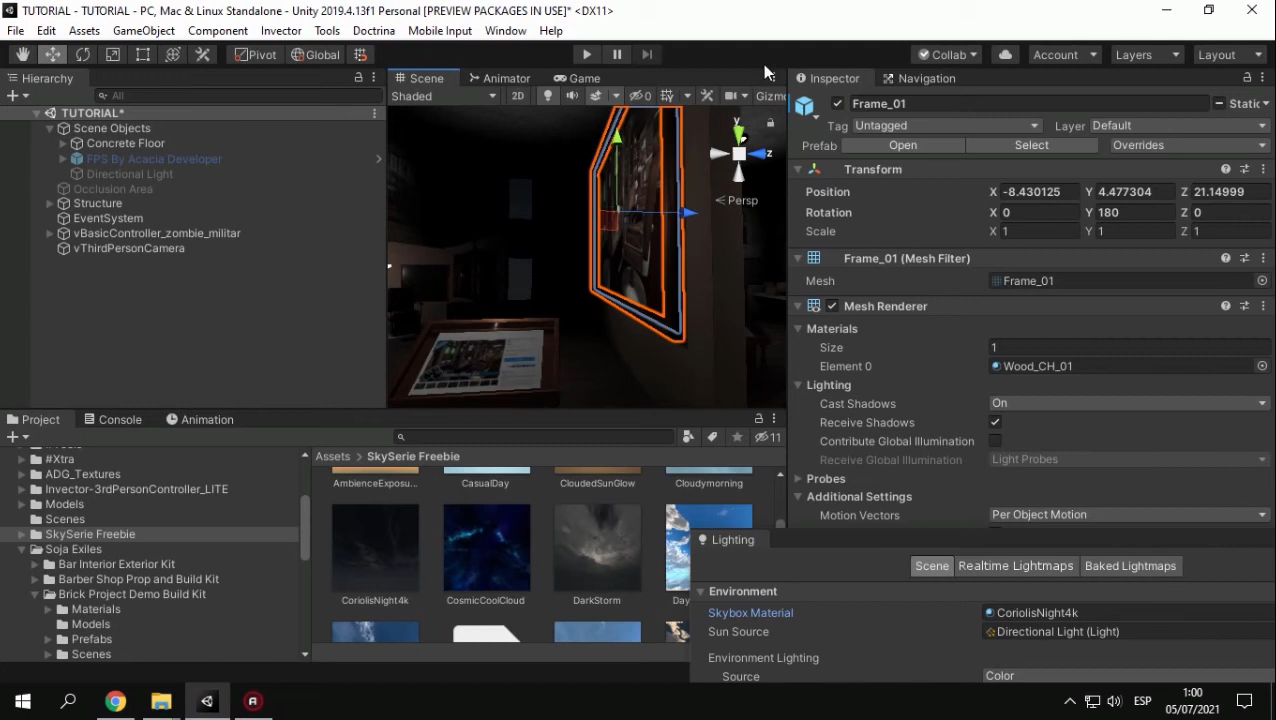 TUTORIAL - TUTORIAL - PC, Mac & Linux Standalone - Unity 2019.4.13f1 Personal [PREVIEW PACKAGES IN USE]* <DX11>
File Edit Assets GameObject Component Inspector Tools Doctrina Mobile Input Window Help
Pivot Global Collab Account Layers Layout
Hierarchy
All
TUTORIAL*
Scene Objects
Concrete Floor
FPS By Acacia Developer
Directional Light
Occlusion Area
Structure
EventSystem
vBasicController_zombie_militar
vThirdPersonCamera
Scene Animator Game
Shaded 2D 0 Gizmo
y
z
Persp
Inspector Navigation
Frame_01 Static
Tag Untagged Layer Default
Prefab Open Select Overrides
Transform
Position X -8.430125 Y 4.477304 Z 21.14999
Rotation X 0 Y 180 Z 0
Scale X 1 Y 1 Z 1
Frame_01 (Mesh Filter)
Mesh Frame_01
Mesh Renderer
Materials
Size 1
Element 0 Wood_CH_01
Lighting
Cast Shadows On
Receive Shadows
Contribute Global Illumination
Receive Global Illumination Light Probes
Probes
Additional Settings
Motion Vectors Per Object Motion
Project Console Animation
11
#Xtra
ADG_Textures
Invector-3rdPersonController_LITE
Models
Scenes
SkySerie Freebie
Soja Exiles
Bar Interior Exterior Kit
Barber Shop Prop and Build Kit
Brick Project Demo Build Kit
Materials
Models
Prefabs
Scenes
Assets > SkySerie Freebie
AmbienceExposu... CasualDay CloudedSunGlow Cloudymorning
CoriolisNight4k CosmicCoolCloud DarkStorm Day
Lighting
Scene Realtime Lightmaps Baked Lightmaps
Environment
Skybox Material CoriolisNight4k
Sun Source Directional Light (Light)
Environment Lighting
Source Color
ESP
1:00
05/07/2021